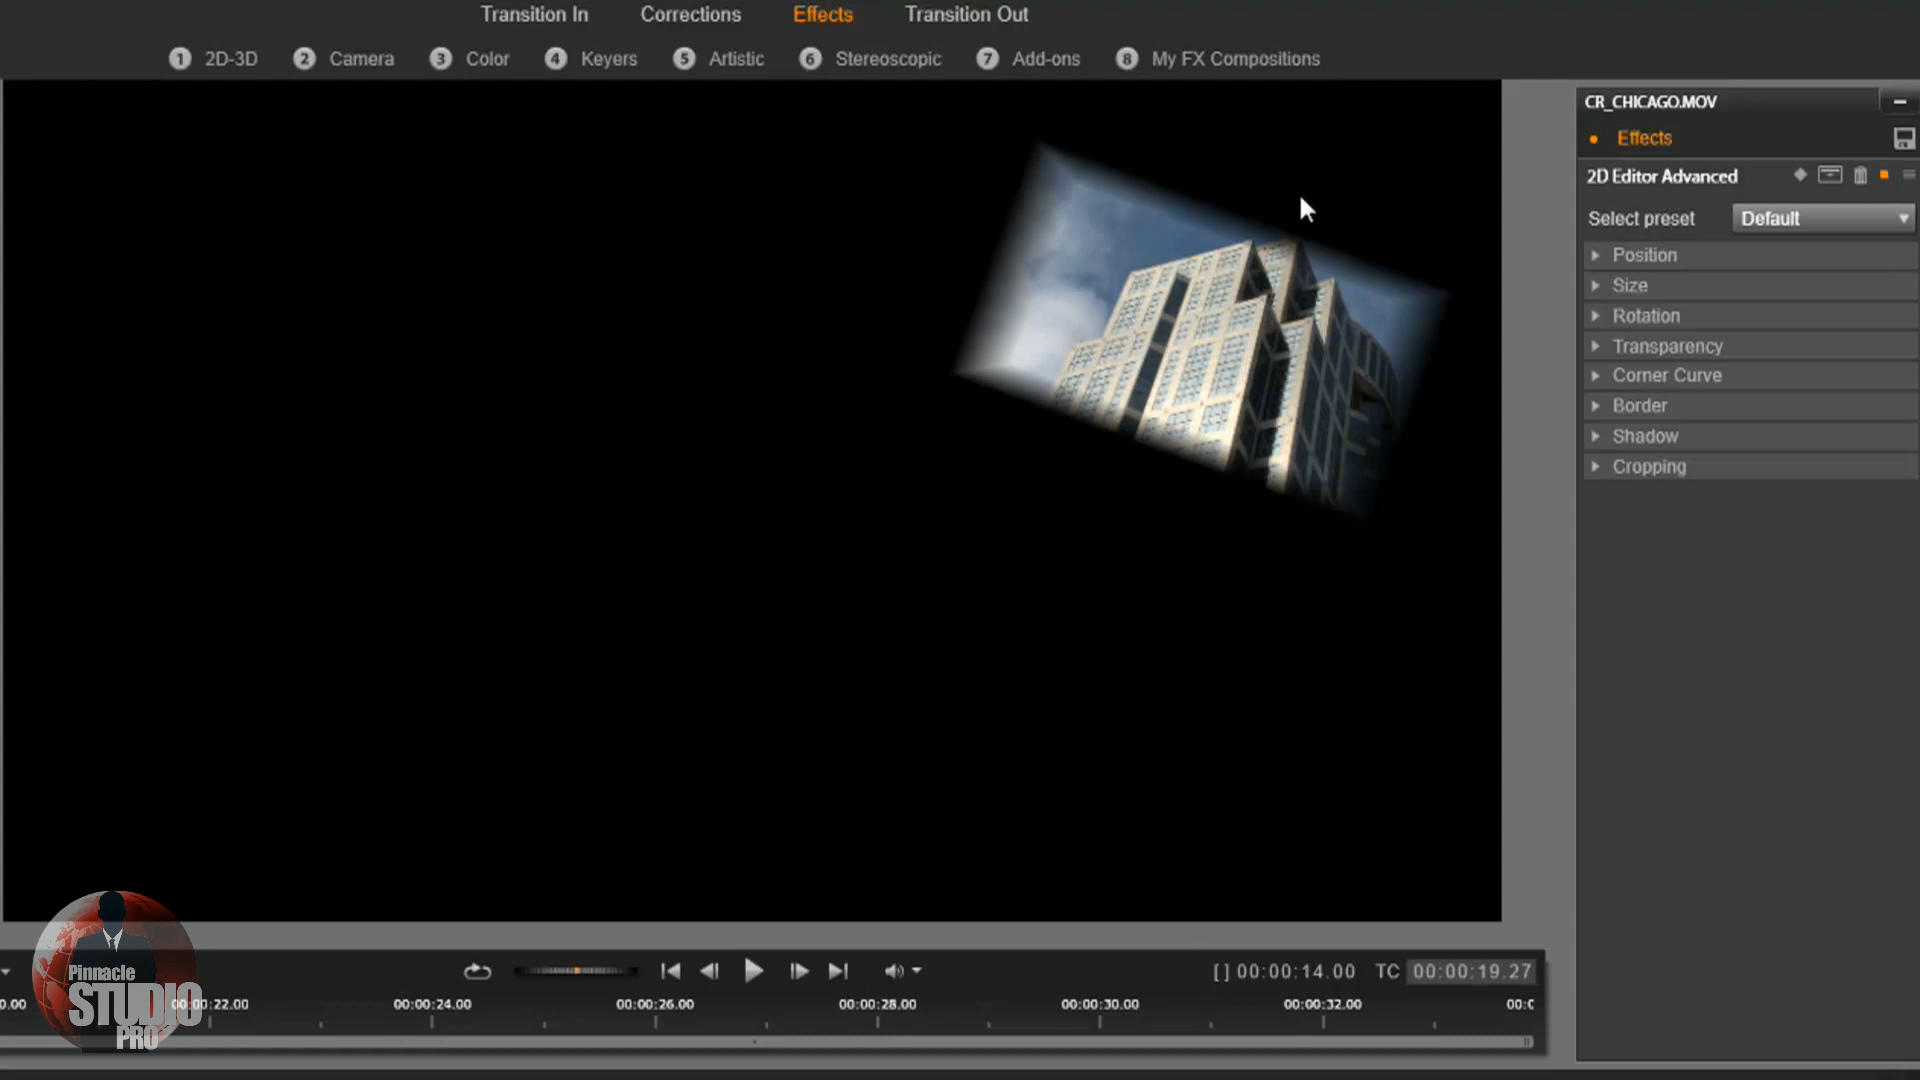 Transition In Corrections Effects Transition Out
1 2D-3D 2 Camera 3 Color 4 Keyers 5 Artistic 6 Stereoscopic 7 Add-ons 8 My FX Compositions
CR_CHICAGO.MOV
Effects
2D Editor Advanced
Select preset Default
Position
Size
Rotation
Transparency
Corner Curve
Border
Shadow
Cropping
[ ] 00:00:14.00 TC 00:00:19.27
0.00 00:00:22.00 00:00:24.00 00:00:26.00 00:00:28.00 00:00:30.00 00:00:32.00 00:0
Pinnacle
STUDIO
PRO